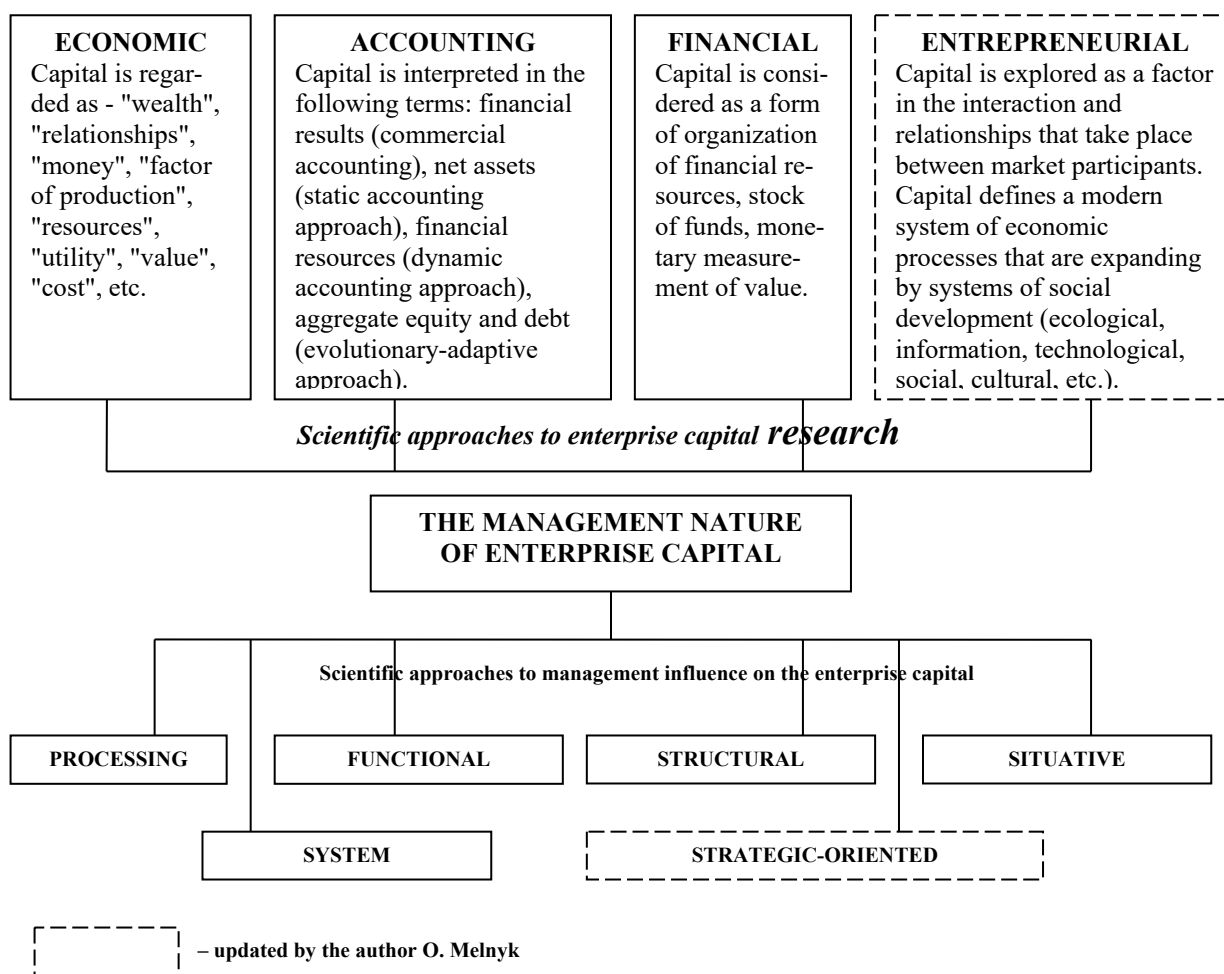 ECONOMIC
Capital is regar-
ded as - "wealth",
"relationships",
"money", "factor
of production",
"resources",
"utility", "value",
"cost", etc.
ACCOUNTING
Capital is interpreted in the
following terms: financial
results (commercial
accounting), net assets
(static accounting
approach), financial
resources (dynamic
accounting approach),
aggregate equity and debt
(evolutionary-adaptive
approach).
FINANCIAL
Capital is consi-
dered as a form
of organization
of financial re-
sources, stock
of funds, mone-
tary measure-
ment of value.
ENTREPRENEURIAL
Capital is explored as a factor
in the interaction and
relationships that take place
between market participants.
Capital defines a modern
system of economic
processes that are expanding
by systems of social
development (ecological,
information, technological,
social, cultural, etc.).
Scientific approaches to enterprise capital research
THE MANAGEMENT NATURE
OF ENTERPRISE CAPITAL
Scientific approaches to management influence on the enterprise capital
PROCESSING
FUNCTIONAL
STRUCTURAL
SITUATIVE
SYSTEM
STRATEGIC-ORIENTED
– updated by the author O. Melnyk